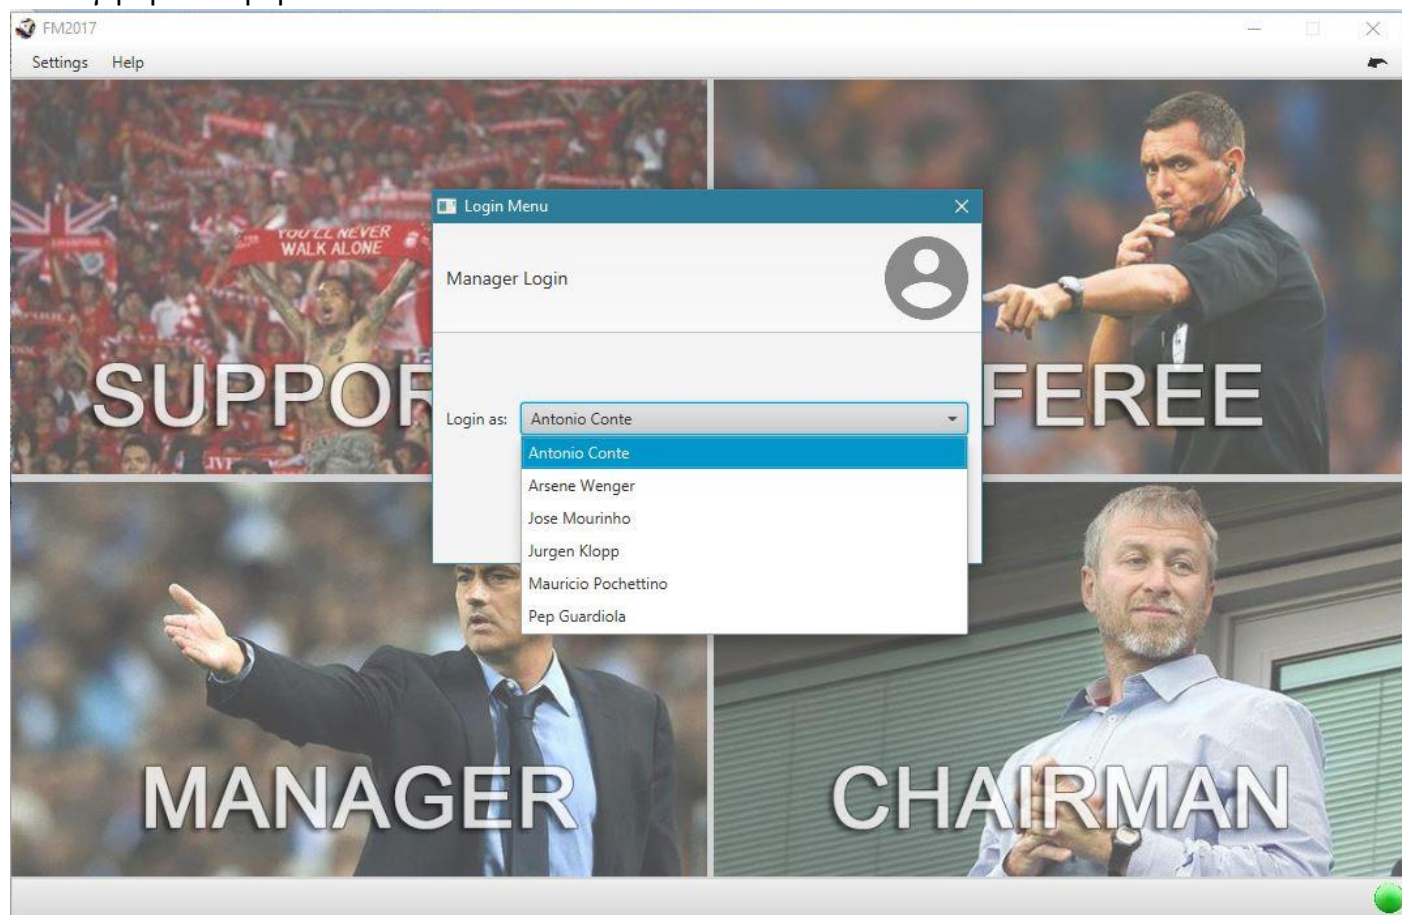 FM2017
Settings Help
YOU'LL NEVER
WALK ALONE
Login Menu
Manager Login
SUPPOR
FEREE
Login as: Antonio Conte
Antonio Conte
Arsene Wenger
Jose Mourinho
Jurgen Klopp
Mauricio Pochettino
Pep Guardiola
MANAGER
CHAIRMAN